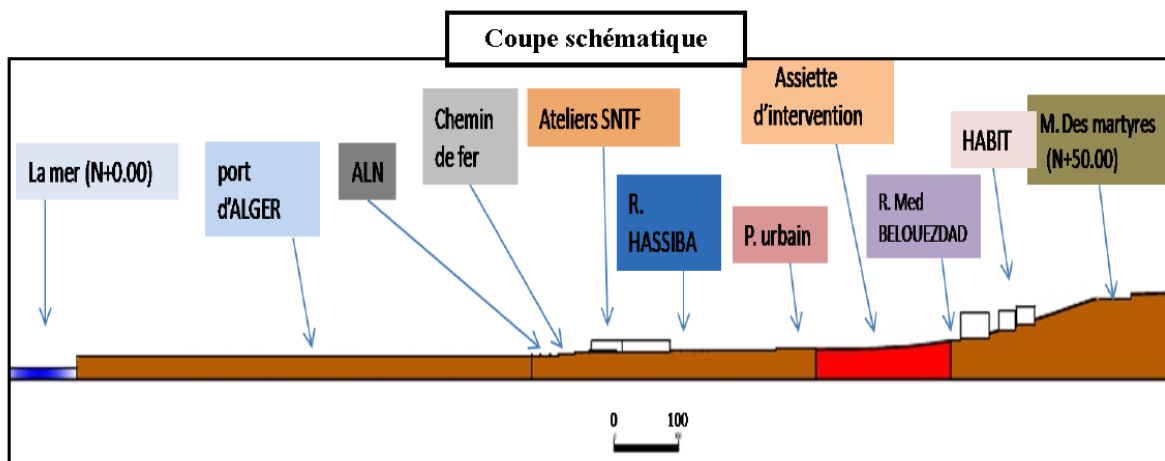 Coupe schématique
La mer (N+0.00)
port
d'ALGER
ALN
Chemin
de fer
Ateliers SNTF
R.
HASSIBA
P. urbain
Assiette
d'intervention
R. Med
BELOUEZDAD
HABIT
M. Des martyres
(N+50.00)
0 100